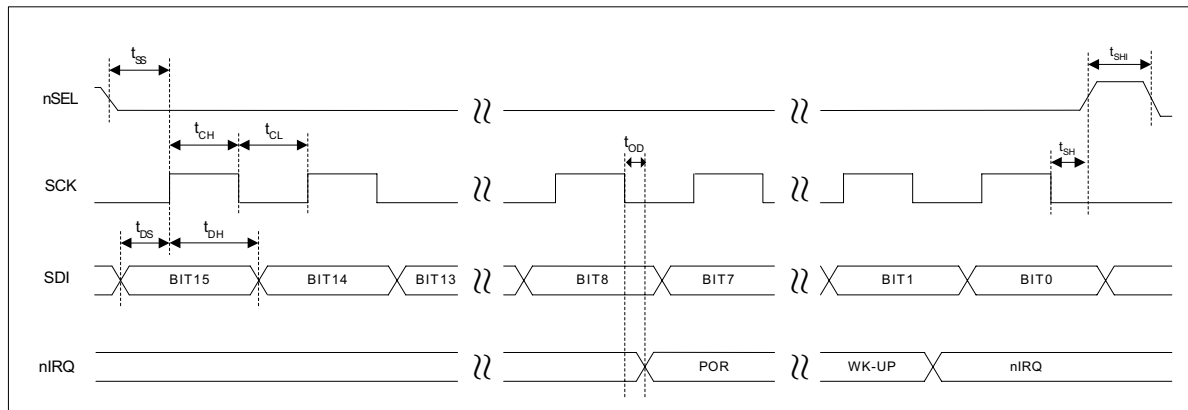 tSS
tSHI
nSEL
tCH
tCL
tOD
tSH
SCK
tDS
tDH
SDI
BIT15
BIT14
BIT13
BIT8
BIT7
BIT1
BIT0
nIRQ
POR
WK-UP
nIRQ